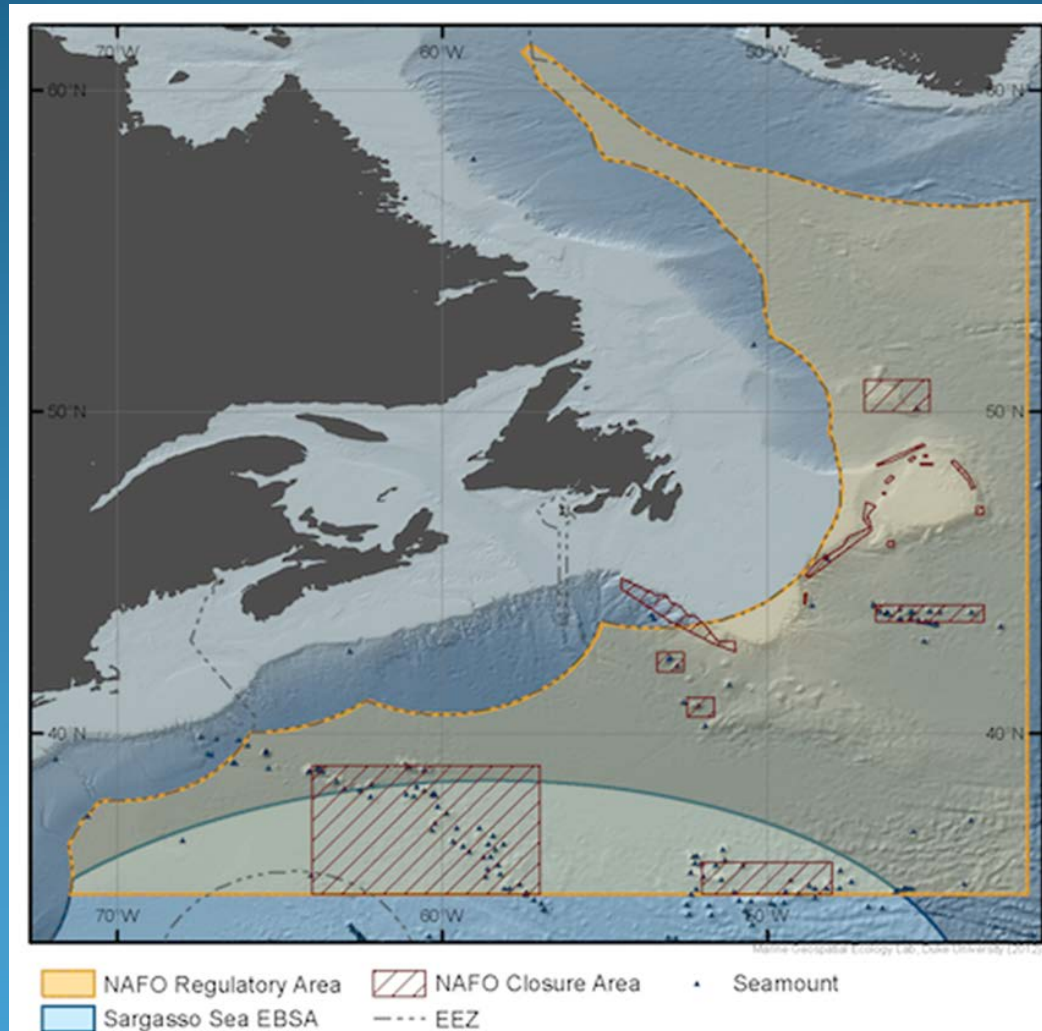 70°W 60°W 50°W
60°N 60°N
50°N 50°N
40°N 40°N
70°W 60°W 50°W
Marine Geospatial Ecology Lab, Duke University (2012)
NAFO Regulatory Area NAFO Closure Area Seamount
Sargasso Sea EBSA EEZ